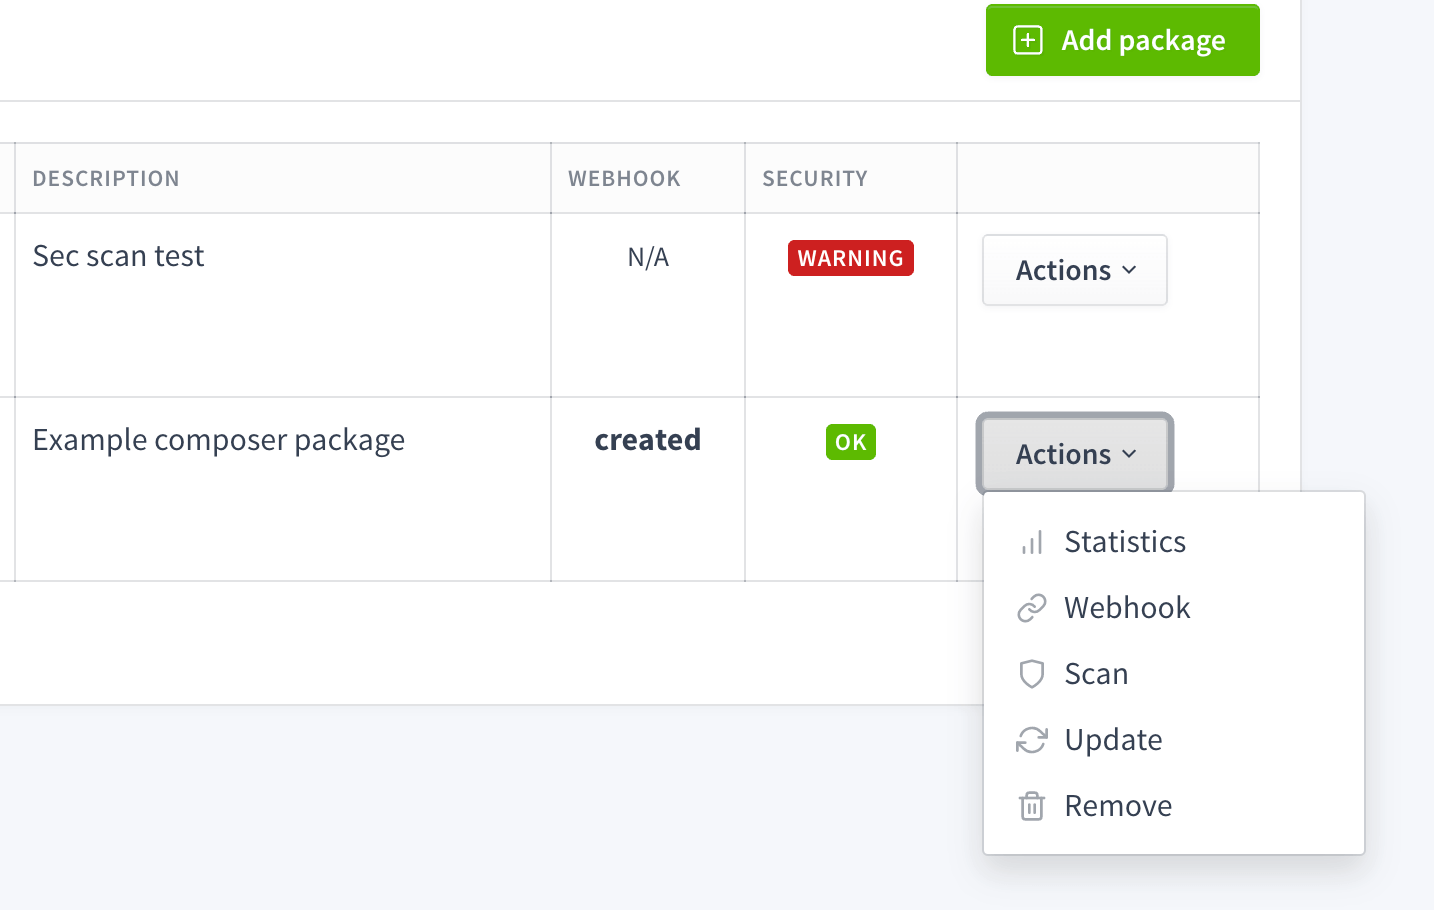 Add package
DESCRIPTION WEBHOOK SECURITY
Sec scan test N/A WARNING Actions
Example composer package created OK Actions
Statistics
Webhook
Scan
Update
Remove